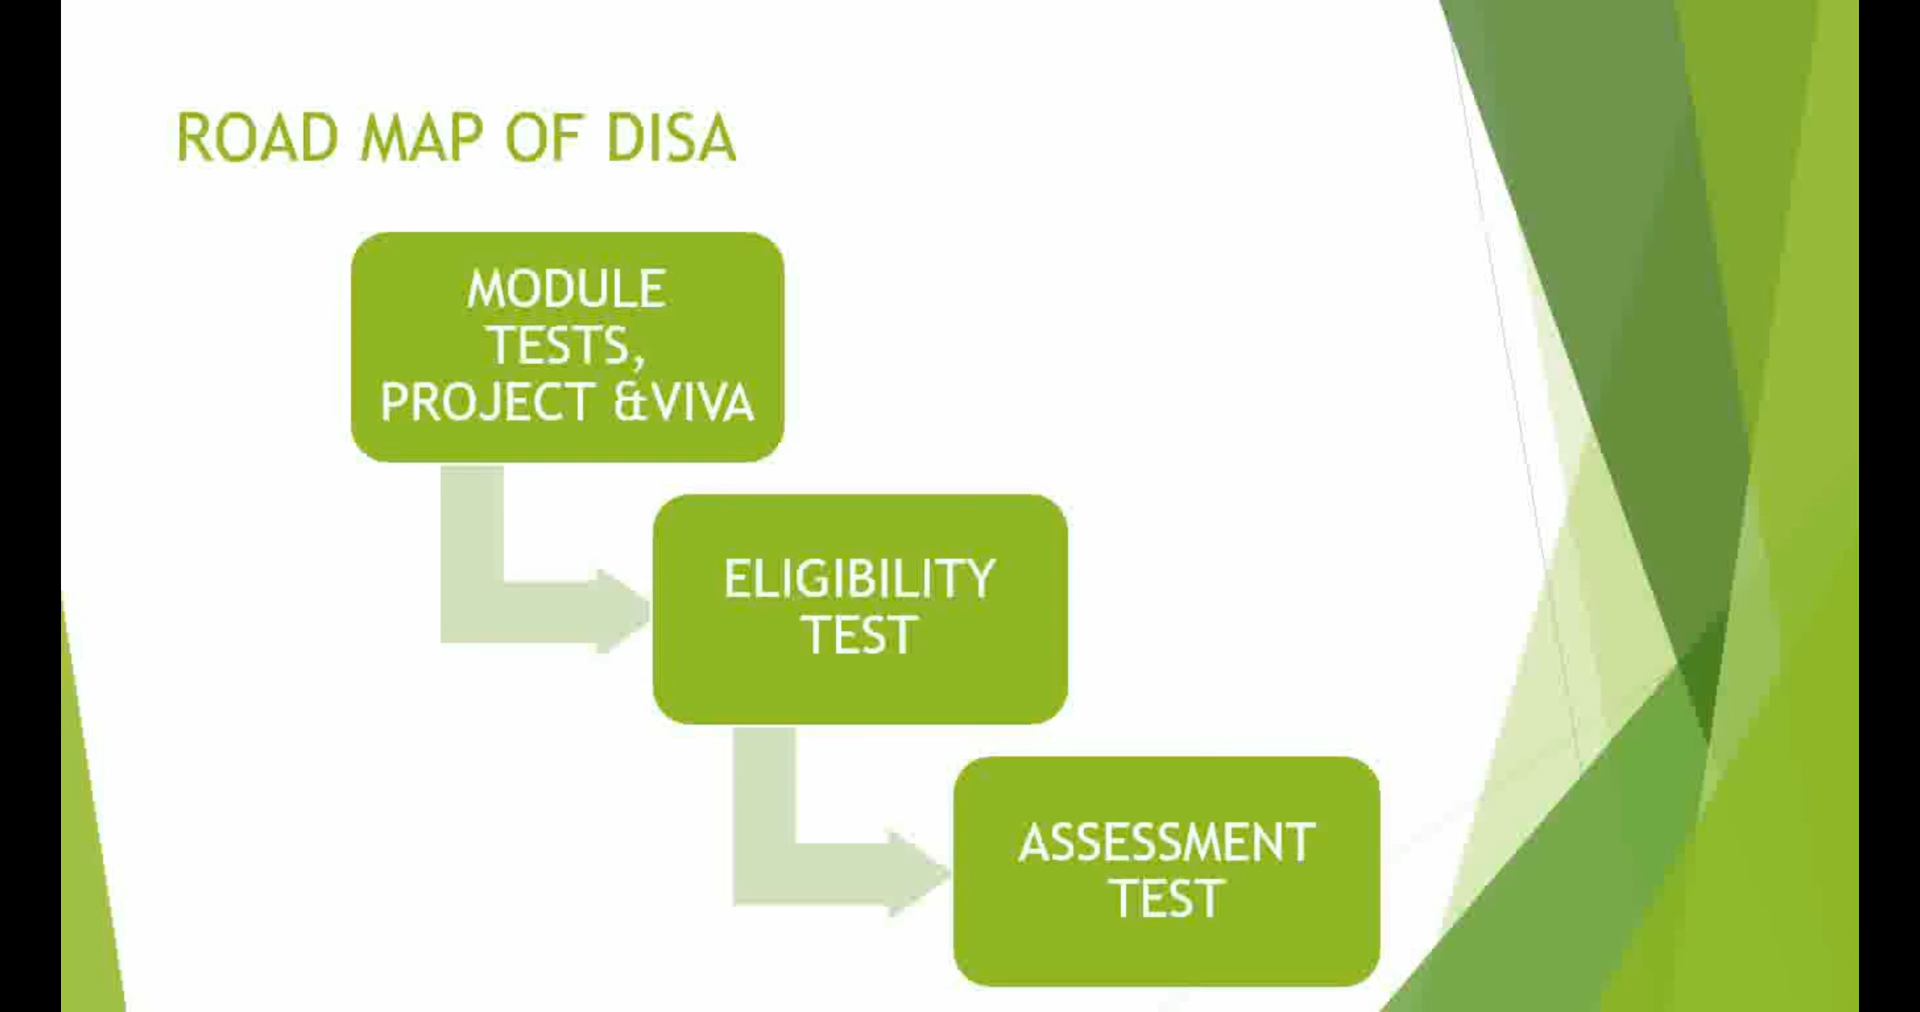 ROAD MAP OF DISA
MODULE
TESTS,
PROJECT &VIVA
ELIGIBILITY
TEST
ASSESSMENT
TEST